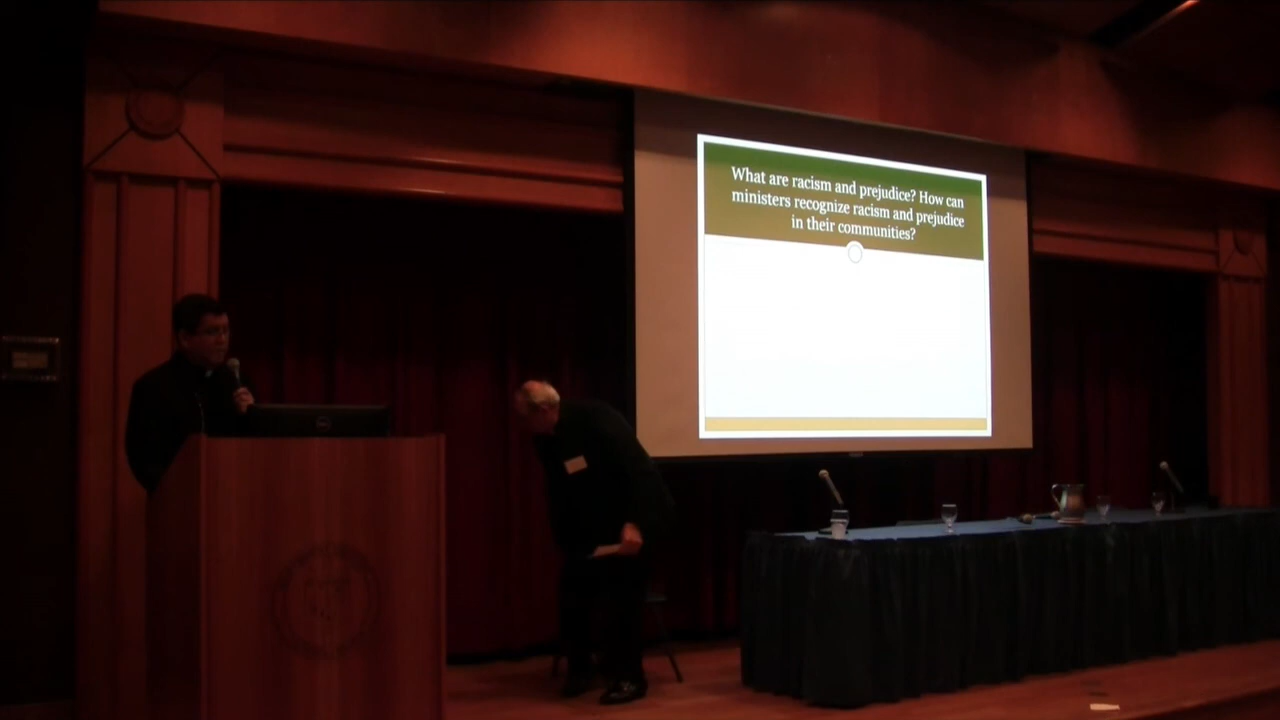 What are racism and prejudice? How can
ministers recognize racism and prejudice
in their communities?